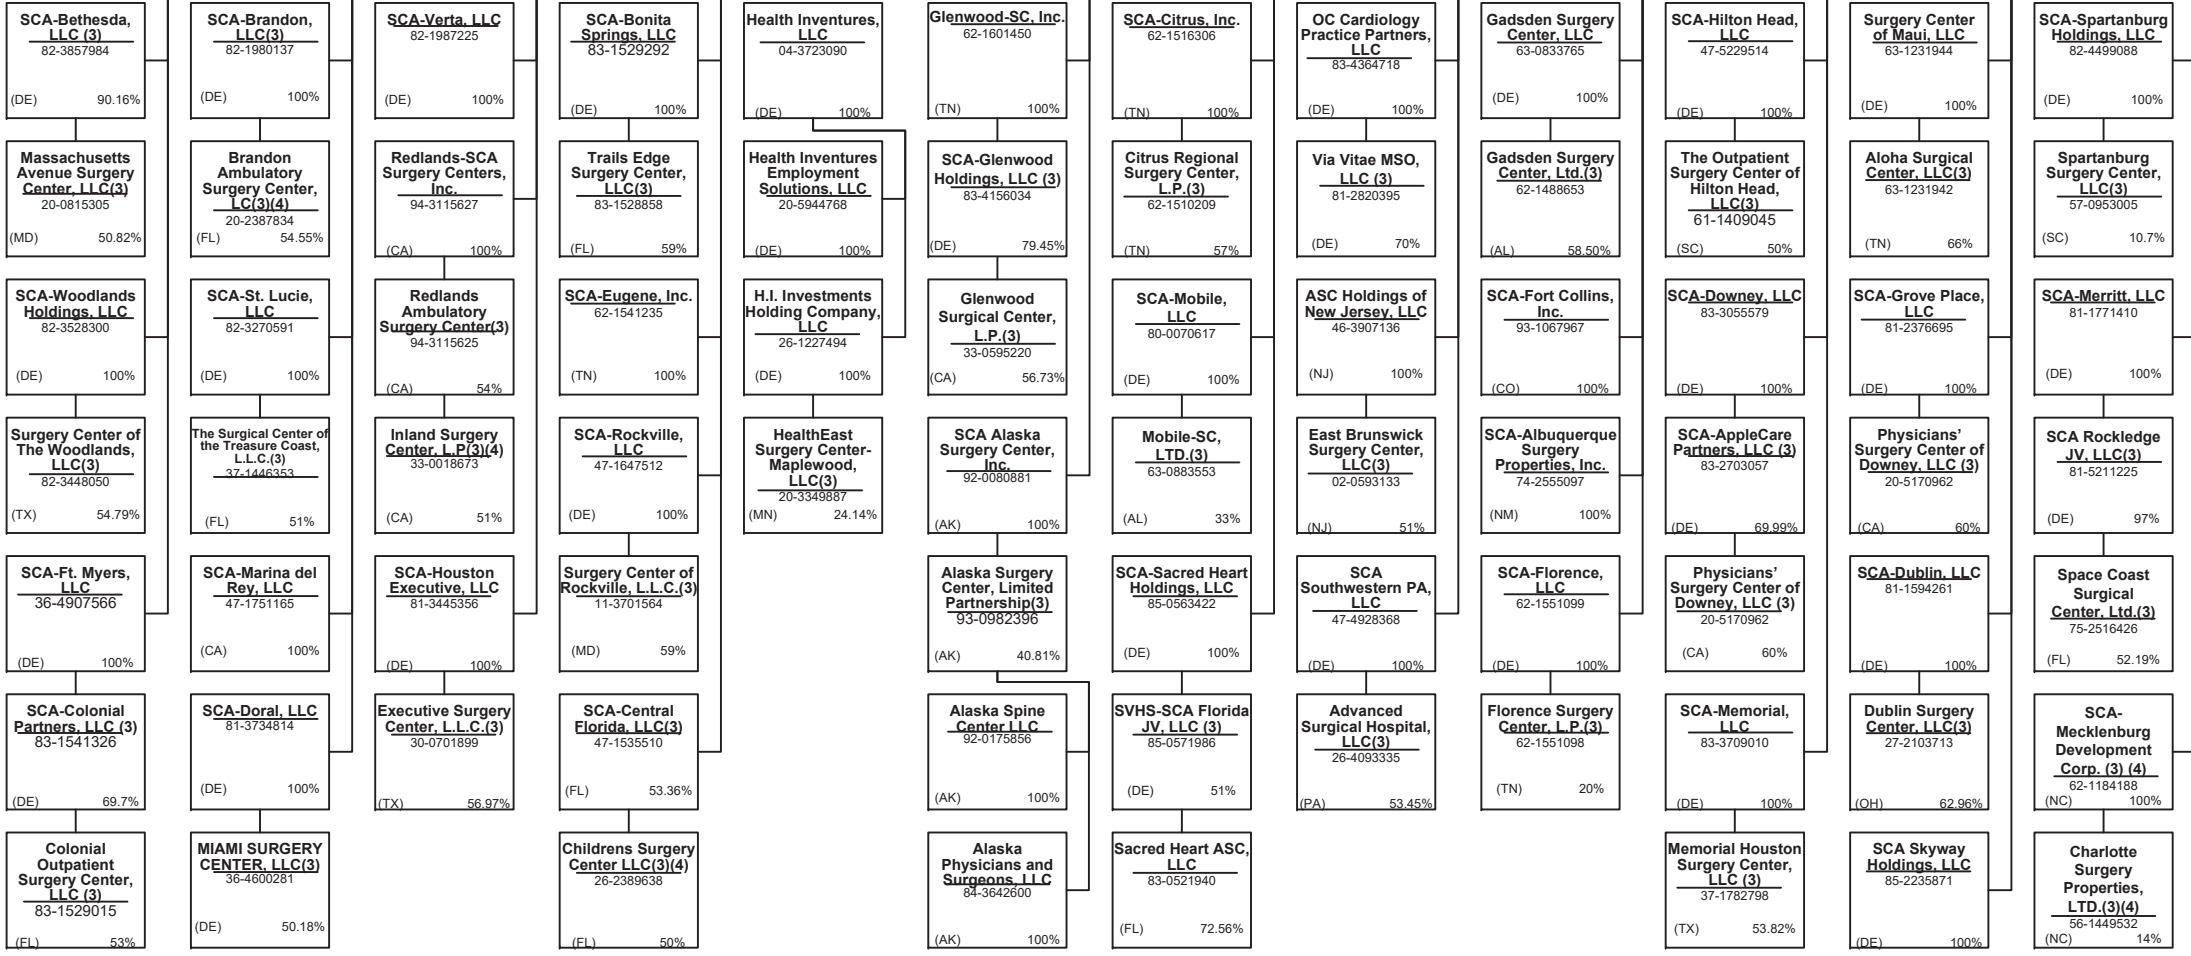 SCA-Bethesda,
LLC (3)
82-3857984
(DE) 90.16%
Massachusetts
Avenue Surgery
Center, LLC(3)
20-0815305
(MD) 50.82%
SCA-Woodlands
Holdings, LLC
82-3528300
(DE) 100%
Surgery Center of
The Woodlands,
LLC(3)
82-3448050
(TX) 54.79%
SCA-Ft. Myers,
LLC
36-4907566
(DE) 100%
SCA-Colonial
Partners, LLC (3)
83-1541326
(DE) 69.7%
Colonial
Outpatient
Surgery Center,
LLC (3)
83-1529015
(FL) 53%
SCA-Brandon,
LLC(3)
82-1980137
(DE) 100%
Brandon
Ambulatory
Surgery Center,
LC(3)(4)
20-2387834
(FL) 54.55%
SCA-St. Lucie,
LLC
82-3270591
(DE) 100%
The Surgical Center of
the Treasure Coast,
L.L.C.(3)
37-1446353
(FL) 51%
SCA-Marina del
Rey, LLC
47-1751165
(CA) 100%
SCA-Doral, LLC
81-3734814
(DE) 100%
MIAMI SURGERY
CENTER, LLC(3)
36-4600281
(DE) 50.18%
SCA-Verta, LLC
82-1987225
(DE) 100%
Redlands-SCA
Surgery Centers,
Inc.
94-3115627
(CA) 100%
Redlands
Ambulatory
Surgery Center(3)
94-3115625
(CA) 54%
Inland Surgery
Center, L.P(3)(4)
33-0018673
(CA) 51%
SCA-Houston
Executive, LLC
81-3445356
(DE) 100%
Executive Surgery
Center, L.L.C.(3)
30-0701899
(TX) 56.97%
SCA-Bonita
Springs, LLC
83-1529292
(DE) 100%
Trails Edge
Surgery Center,
LLC(3)
83-1528858
(FL) 59%
SCA-Eugene, Inc.
62-1541235
(TN) 100%
SCA-Rockville,
LLC
47-1647512
(DE) 100%
Surgery Center of
Rockville, L.L.C.(3)
11-3701564
(MD) 59%
SCA-Central
Florida, LLC(3)
47-1535510
(FL) 53.36%
Childrens Surgery
Center LLC(3)(4)
26-2389638
(FL) 50%
Health Inventures,
LLC
04-3723090
(DE) 100%
Health Inventures
Employment
Solutions, LLC
20-5944768
(DE) 100%
H.I. Investments
Holding Company,
LLC
26-1227494
(DE) 100%
HealthEast
Surgery Center-
Maplewood,
LLC(3)
20-3349887
(MN) 24.14%
Glenwood-SC, Inc.
62-1601450
(TN) 100%
SCA-Glenwood
Holdings, LLC (3)
83-4156034
(DE) 79.45%
Glenwood
Surgical Center,
L.P.(3)
33-0595220
(CA) 56.73%
SCA Alaska
Surgery Center,
Inc.
92-0080881
(AK) 100%
Alaska Surgery
Center, Limited
Partnership(3)
93-0982396
(AK) 40.81%
Alaska Spine
Center LLC
92-0175856
(AK) 100%
Alaska
Physicians and
Surgeons, LLC
84-3642600
(AK) 100%
SCA-Citrus, Inc.
62-1516306
(TN) 100%
Citrus Regional
Surgery Center,
L.P.(3)
62-1510209
(TN) 57%
SCA-Mobile,
LLC
80-0070617
(DE) 100%
Mobile-SC,
LTD.(3)
63-0883553
(AL) 33%
SCA-Sacred Heart
Holdings, LLC
85-0563422
(DE) 100%
SVHS-SCA Florida
JV, LLC (3)
85-0571986
(DE) 51%
Sacred Heart ASC,
LLC
83-0521940
(FL) 72.56%
OC Cardiology
Practice Partners,
LLC
83-4364718
(DE) 100%
Via Vitae MSO,
LLC (3)
81-2820395
(DE) 70%
ASC Holdings of
New Jersey, LLC
46-3907136
(NJ) 100%
East Brunswick
Surgery Center,
LLC(3)
02-0593133
(NJ) 51%
SCA
Southwestern PA,
LLC
47-4928368
(DE) 100%
Advanced
Surgical Hospital,
LLC(3)
26-4093335
(PA) 53.45%
Gadsden Surgery
Center, LLC
63-0833765
(DE) 100%
Gadsden Surgery
Center, Ltd.(3)
62-1488653
(AL) 58.50%
SCA-Fort Collins,
Inc.
93-1067967
(CO) 100%
SCA-Albuquerque
Surgery
Properties, Inc.
74-2555097
(NM) 100%
SCA-Florence,
LLC
62-1551099
(DE) 100%
Florence Surgery
Center, L.P.(3)
62-1551098
(TN) 20%
SCA-Hilton Head,
LLC
47-5229514
(DE) 100%
The Outpatient
Surgery Center of
Hilton Head,
LLC(3)
61-1409045
(SC) 50%
SCA-Downey, LLC
83-3055579
(DE) 100%
SCA-AppleCare
Partners, LLC (3)
83-2703057
(DE) 69.99%
Physicians’
Surgery Center of
Downey, LLC (3)
20-5170962
(CA) 60%
SCA-Memorial,
LLC
83-3709010
(DE) 100%
Memorial Houston
Surgery Center,
LLC (3)
37-1782798
(TX) 53.82%
Surgery Center
of Maui, LLC
63-1231944
(DE) 100%
Aloha Surgical
Center, LLC(3)
63-1231942
(TN) 66%
SCA-Grove Place,
LLC
81-2376695
(DE) 100%
Physicians’
Surgery Center of
Downey, LLC (3)
20-5170962
(CA) 60%
SCA-Dublin, LLC
81-1594261
(DE) 100%
Dublin Surgery
Center, LLC(3)
27-2103713
(OH) 62.96%
SCA Skyway
Holdings, LLC
85-2235871
(DE) 100%
SCA-Spartanburg
Holdings, LLC
82-4499088
(DE) 100%
Spartanburg
Surgery Center,
LLC(3)
57-0953005
(SC) 10.7%
SCA-Merritt, LLC
81-1771410
(DE) 100%
SCA Rockledge
JV, LLC(3)
81-5211225
(DE) 97%
Space Coast
Surgical
Center, Ltd.(3)
75-2516426
(FL) 52.19%
SCA-
Mecklenburg
Development
Corp. (3) (4)
62-1184188
(NC) 100%
Charlotte
Surgery
Properties,
LTD.(3)(4)
56-1449532
(NC) 14%